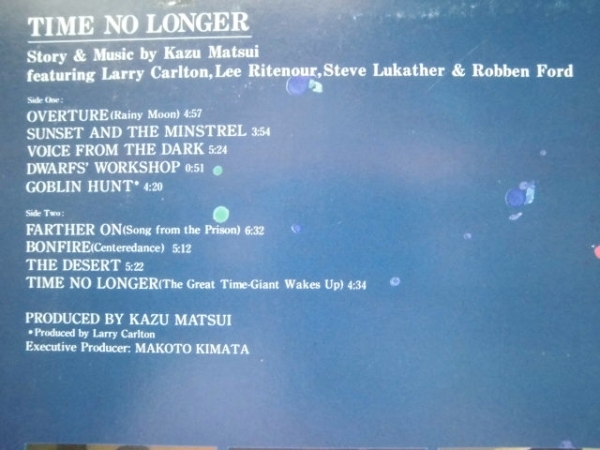 TIME NO LONGER
Story & Music by Kazu Matsui
featuring Larry Carlton, Lee Ritenour, Steve Lukather & Robben Ford
Side One:
OVERTURE(Rainy Moon) 4:57
SUNSET AND THE MINSTREL 3:54
VOICE FROM THE DARK 5:24
DWARFS' WORKSHOP 0:51
GOBLIN HUNT* 4:20
Side Two:
FARTHER ON(Song from the Prison) 6:32
BONFIRE(Centeredance) 5:12
THE DESERT 5:22
TIME NO LONGER(The Great Time-Giant Wakes Up) 4:34
PRODUCED BY KAZU MATSUI
*Produced by Larry Carlton
Executive Producer: MAKOTO KIMATA